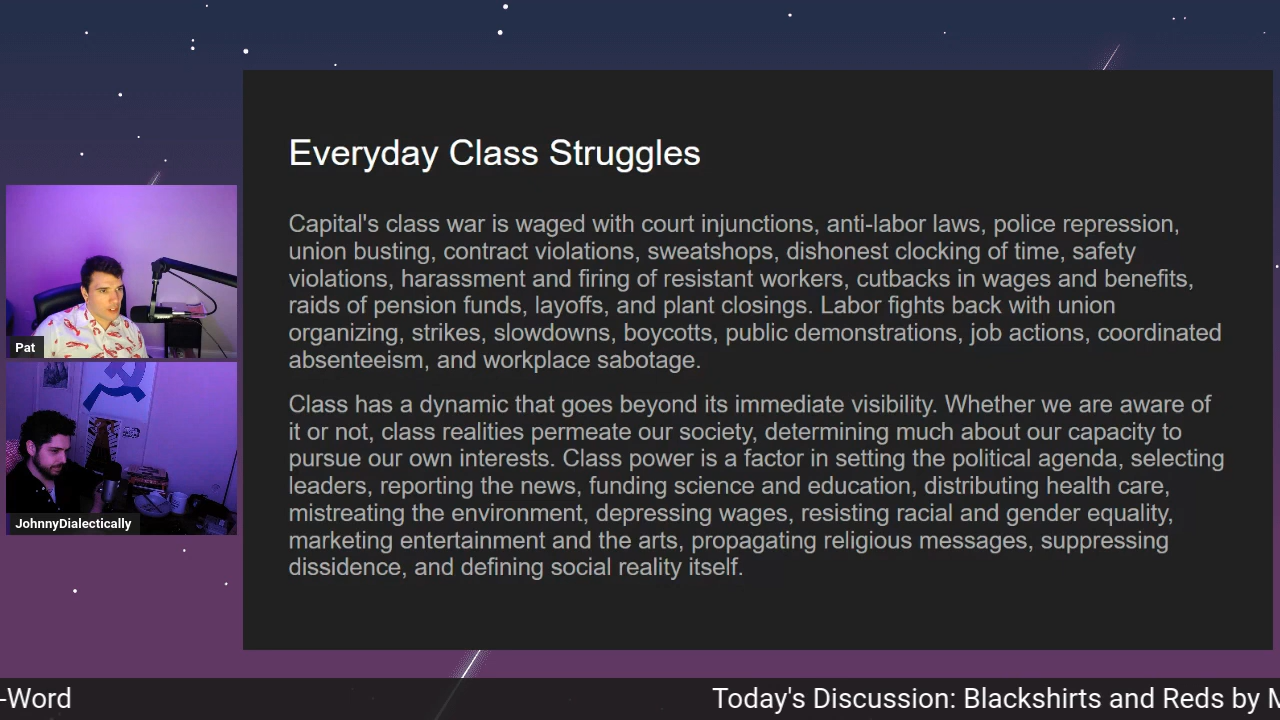 Everyday Class Struggles
Capital's class war is waged with court injunctions, anti-labor laws, police repression,
union busting, contract violations, sweatshops, dishonest clocking of time, safety
violations, harassment and firing of resistant workers, cutbacks in wages and benefits,
raids of pension funds, layoffs, and plant closings. Labor fights back with union
organizing, strikes, slowdowns, boycotts, public demonstrations, job actions, coordinated
absenteeism, and workplace sabotage.
Class has a dynamic that goes beyond its immediate visibility. Whether we are aware of
it or not, class realities permeate our society, determining much about our capacity to
pursue our own interests. Class power is a factor in setting the political agenda, selecting
leaders, reporting the news, funding science and education, distributing health care,
mistreating the environment, depressing wages, resisting racial and gender equality,
marketing entertainment and the arts, propagating religious messages, suppressing
dissidence, and defining social reality itself.
Pat
JohnnyDialectically
-Word
Today's Discussion: Blackshirts and Reds by M